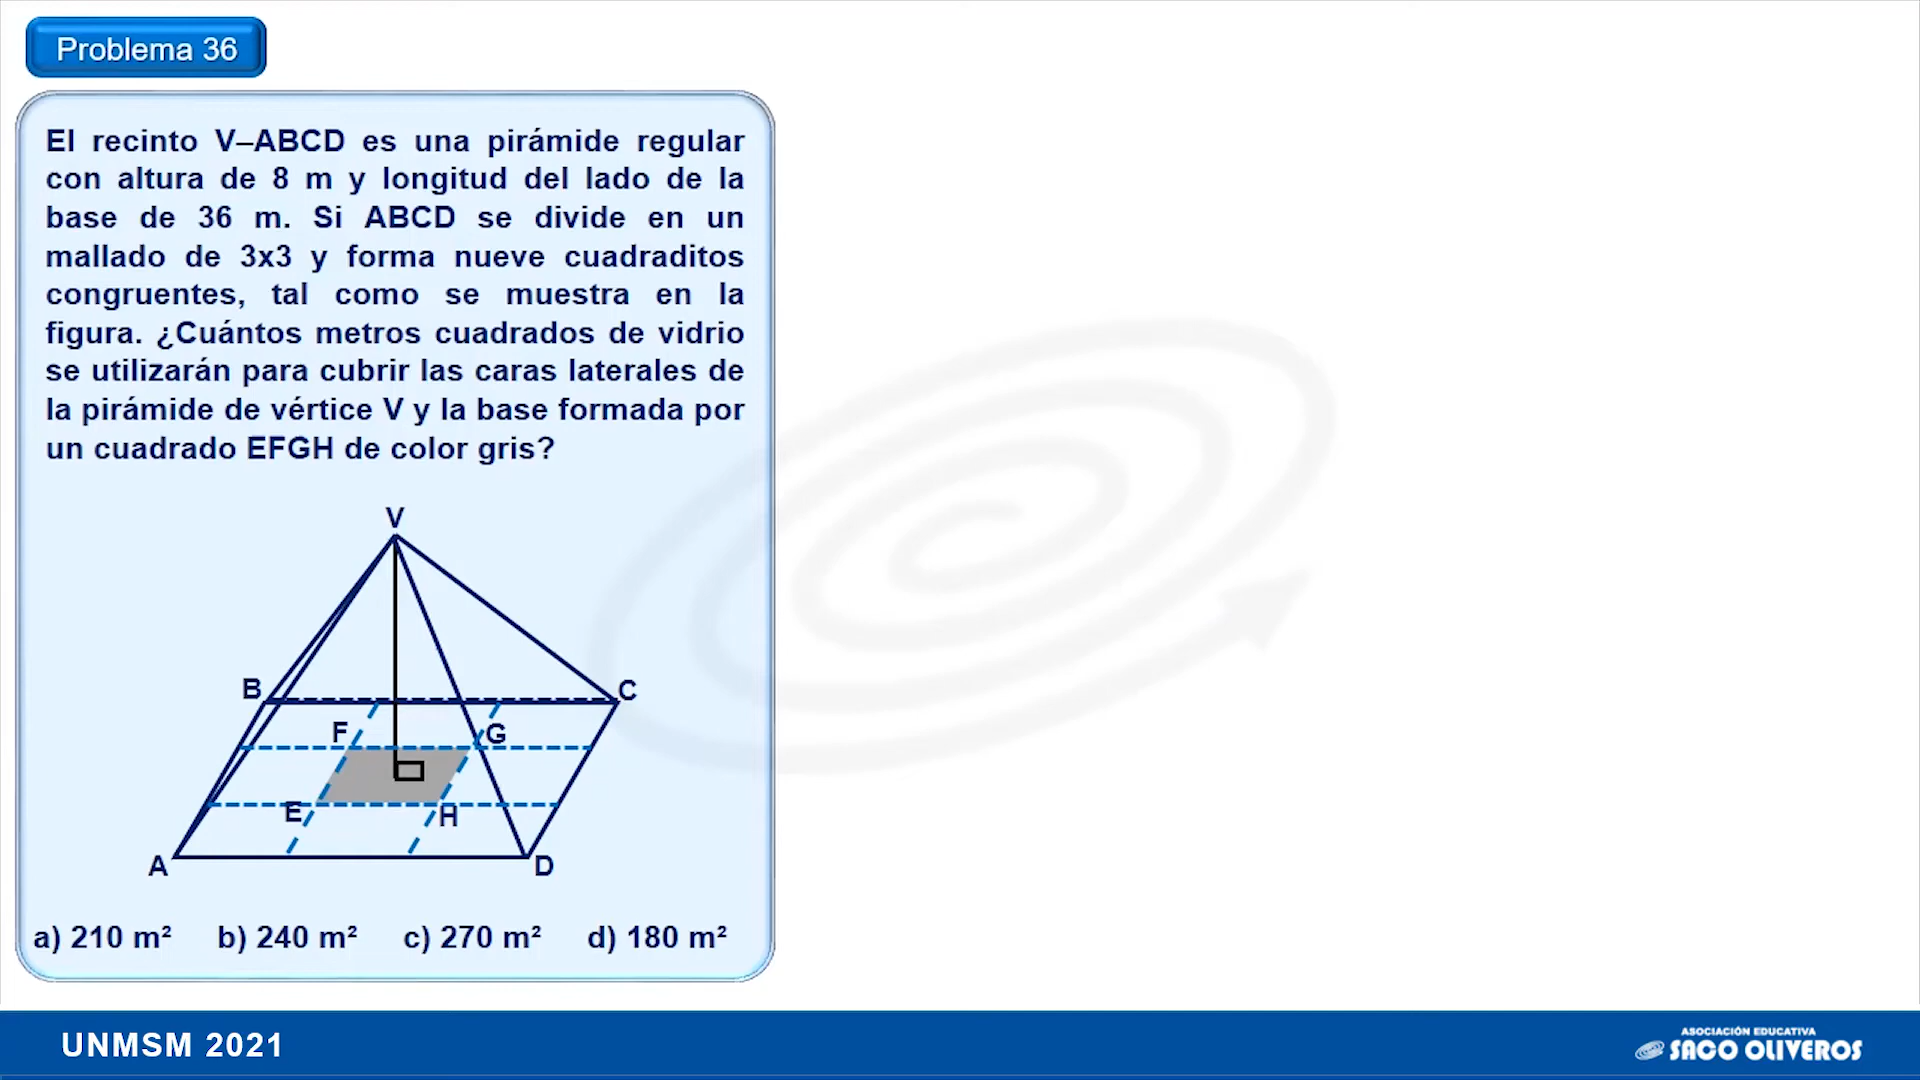 Problema 36
El recinto V–ABCD es una pirámide regular
con altura de 8 m y longitud del lado de la
base de 36 m. Si ABCD se divide en un
mallado de 3x3 y forma nueve cuadraditos
congruentes, tal como se muestra en la
figura. ¿Cuántos metros cuadrados de vidrio
se utilizarán para cubrir las caras laterales de
la pirámide de vértice V y la base formada por
un cuadrado EFGH de color gris?
V
B
C
F
G
E
H
A
D
a) 210 m² b) 240 m² c) 270 m² d) 180 m²
UNMSM 2021
ASOCIACIÓN EDUCATIVA
SACO OLIVEROS